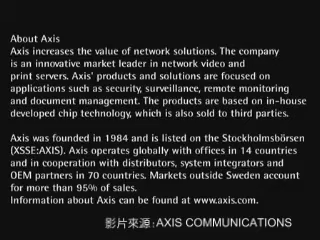 About Axis
Axis increases the value of network solutions. The company
is an innovative market leader in network video and
print servers. Axis' products and solutions are focused on
applications such as security, surveillance, remote monitoring
and document management. The products are based on in-house
developed chip technology, which is also sold to third parties.
Axis was founded in 1984 and is listed on the Stockholmsbörsen
(XSSE:AXIS). Axis operates globally with offices in 14 countries
and in cooperation with distributors, system integrators and
OEM partners in 70 countries. Markets outside Sweden account
for more than 95% of sales.
Information about Axis can be found at www.axis.com.
影片來源:AXIS COMMUNICATIONS